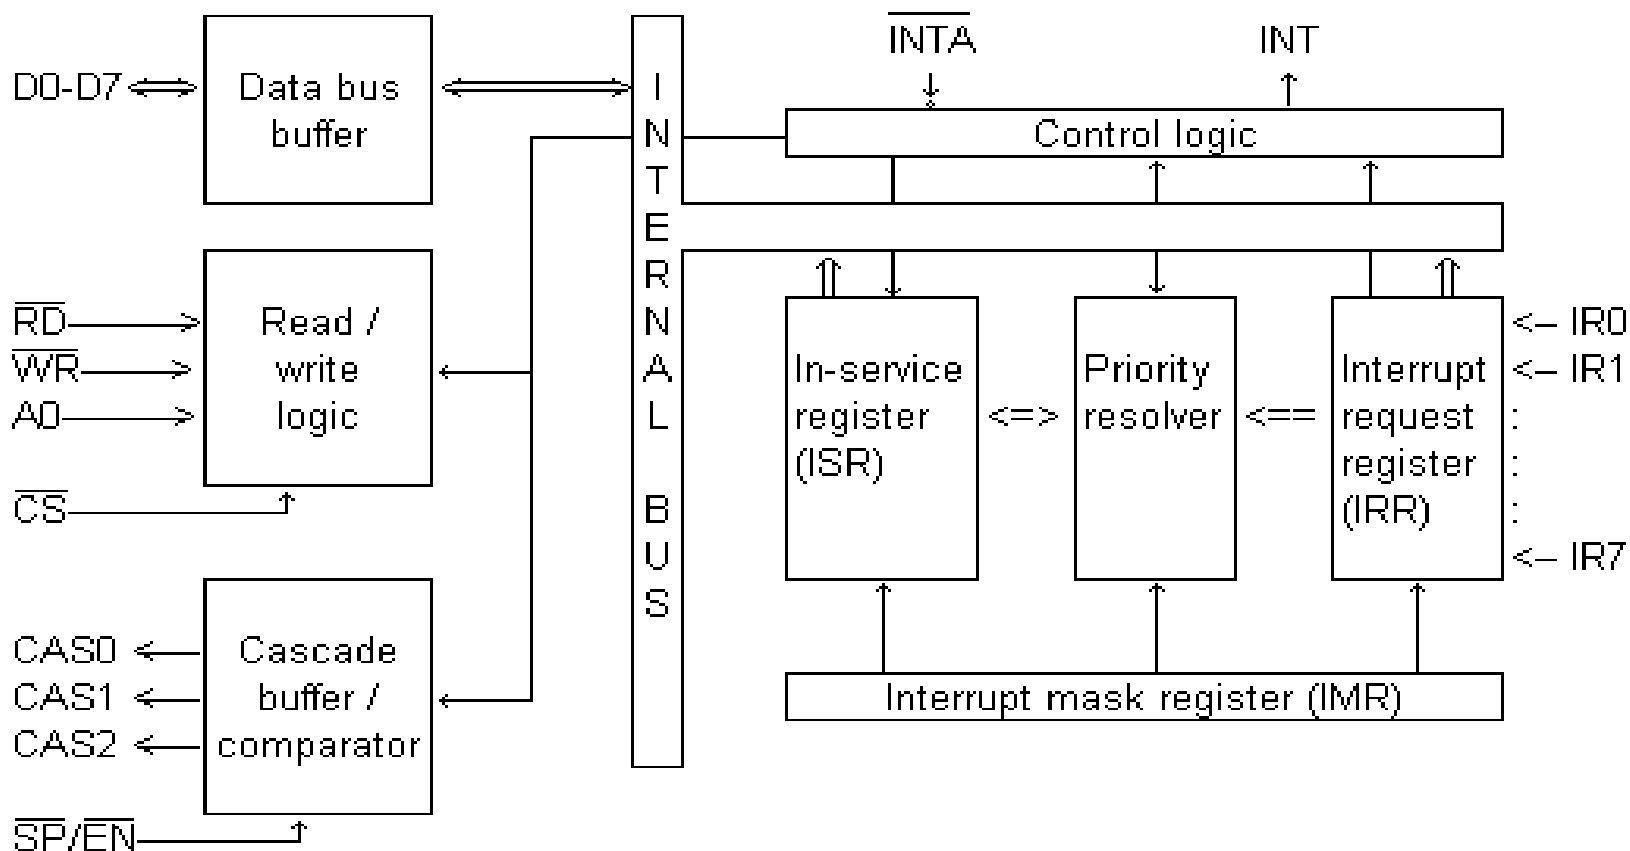 D0-D7
Data bus
buffer
I
N
T
E
R
N
A
L
B
U
S
INTA
INT
Control logic
RD
WR
A0
CS
Read /
write
logic
In-service
register
(ISR)
<=>
Priority
resolver
<==
Interrupt
request
register
(IRR)
<– IR0
<– IR1
:
:
:
<– IR7
CAS0
CAS1
CAS2
SP/EN
Cascade
buffer /
comparator
Interrupt mask register (IMR)